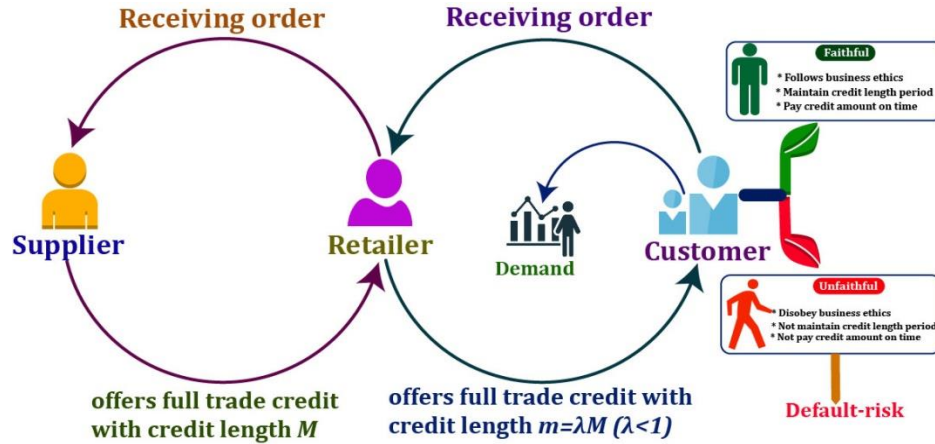 Receiving order
Receiving order
Faithful
* Follows business ethics
* Maintain credit length period
* Pay credit amount on time
Supplier
Retailer
Demand
Customer
Unfaithful
* Disobey business ethics
* Not maintain credit length period
* Not pay credit amount on time
offers full trade credit
with credit length M
offers full trade credit with
credit length m=λM (λ<1)
Default-risk